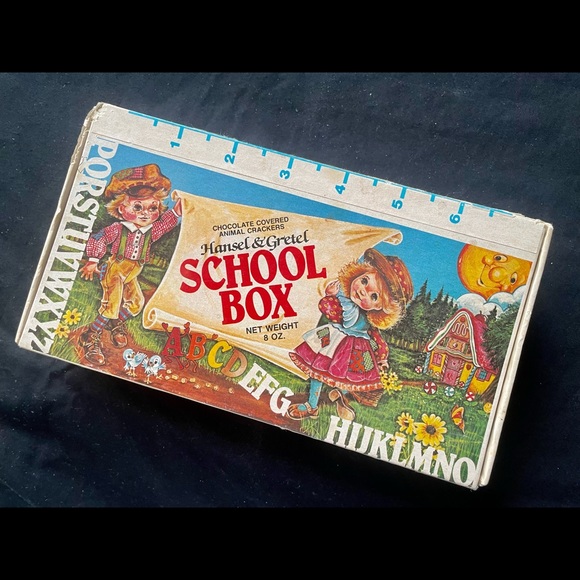 1 2 3 4 5 6
CHOCOLATE COVERED
ANIMAL CRACKERS
Hansel & Gretel
SCHOOL
BOX
NET WEIGHT
8 OZ.
ABCDEFG
HIJKLMNO
PQRSTUVWXYZ